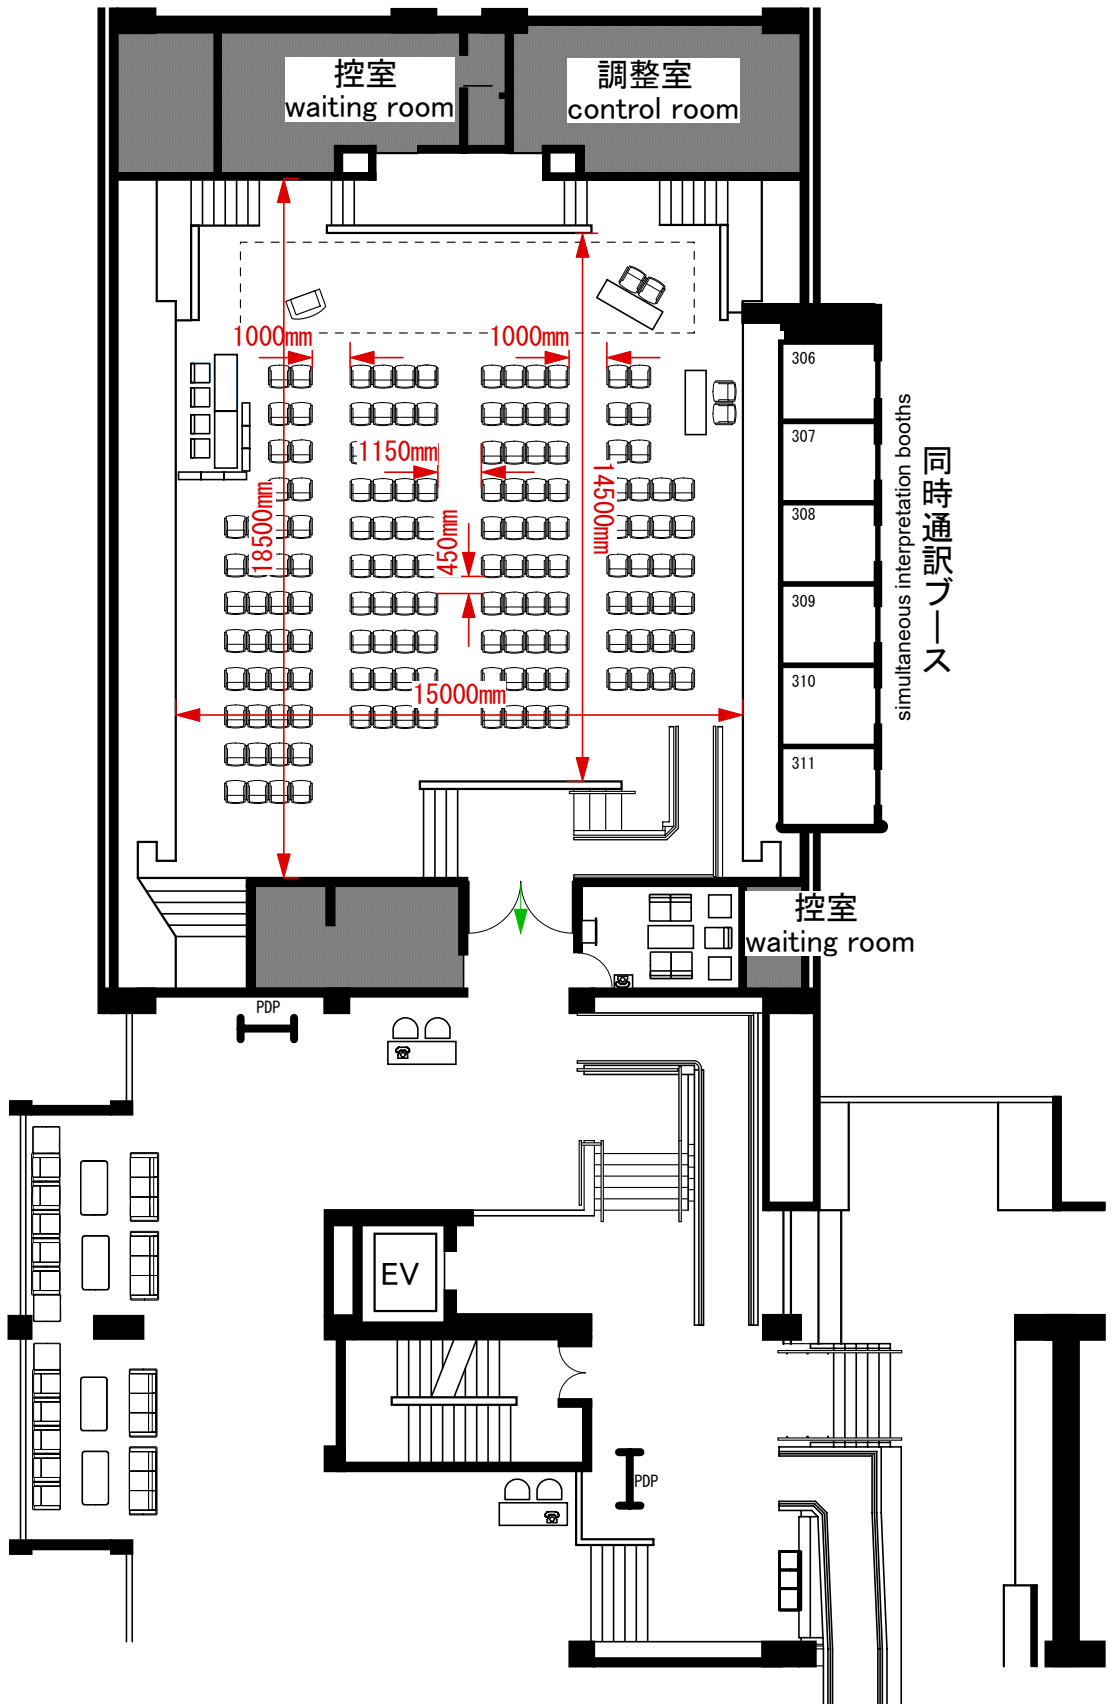 控室
waiting room
調整室
control room
1000mm
1000mm
306
307
308
309
310
311
simultaneous interpretation booths
同時通訳ブース
1150mm
18500mm
450mm
14500mm
15000mm
控室
waiting room
PDP
EV
PDP